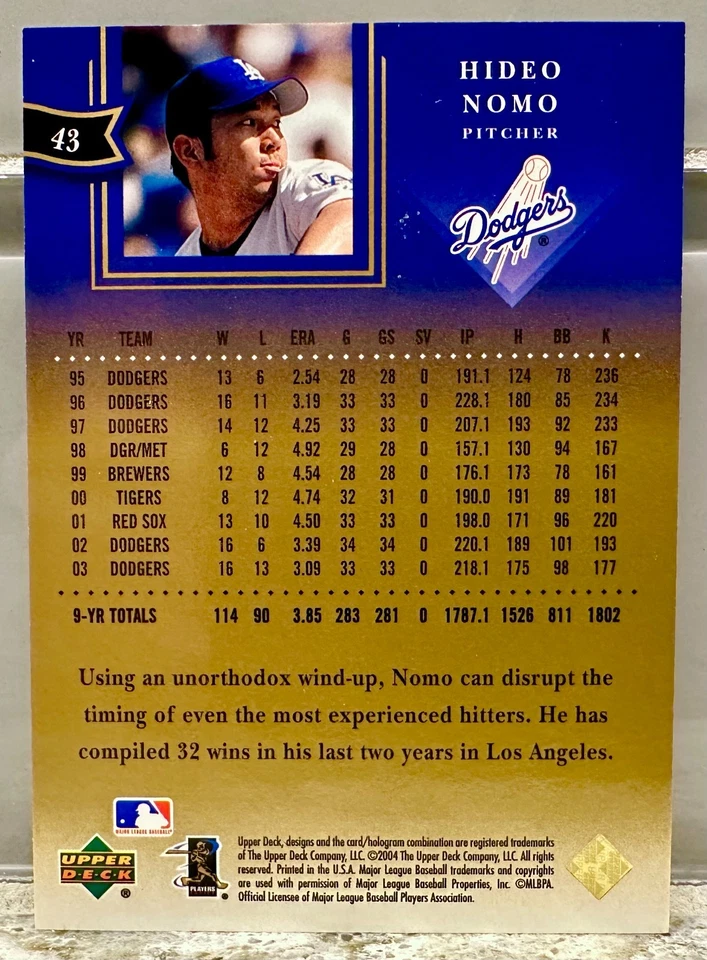 43
LA
LA
HIDEO
NOMO
PITCHER
Dodgers®
YR TEAM W L ERA G GS SV IP H BB K
95 DODGERS 13 6 2.54 28 28 0 191.1 124 78 236
96 DODGERS 16 11 3.19 33 33 0 228.1 180 85 234
97 DODGERS 14 12 4.25 33 33 0 207.1 193 92 233
98 DGR/MET 6 12 4.92 29 28 0 157.1 130 94 167
99 BREWERS 12 8 4.54 28 28 0 176.1 173 78 161
00 TIGERS 8 12 4.74 32 31 0 190.0 191 89 181
01 RED SOX 13 10 4.50 33 33 0 198.0 171 96 220
02 DODGERS 16 6 3.39 34 34 0 220.1 189 101 193
03 DODGERS 16 13 3.09 33 33 0 218.1 175 98 177
9-YR TOTALS 114 90 3.85 283 281 0 1787.1 1526 811 1802
Using an unorthodox wind-up, Nomo can disrupt the
timing of even the most experienced hitters. He has
compiled 32 wins in his last two years in Los Angeles.
MAJOR LEAGUE BASEBALL®
UPPER
DECK®
PLAYERS®
Upper Deck, designs and the card/hologram combination are registered trademarks
of The Upper Deck Company, LLC. ©2004 The Upper Deck Company, LLC. All rights
reserved. Printed in the U.S.A. Major League Baseball trademarks and copyrights
are used with permission of Major League Baseball Properties, Inc. ©MLBPA.
Official Licensee of Major League Baseball Players Association.